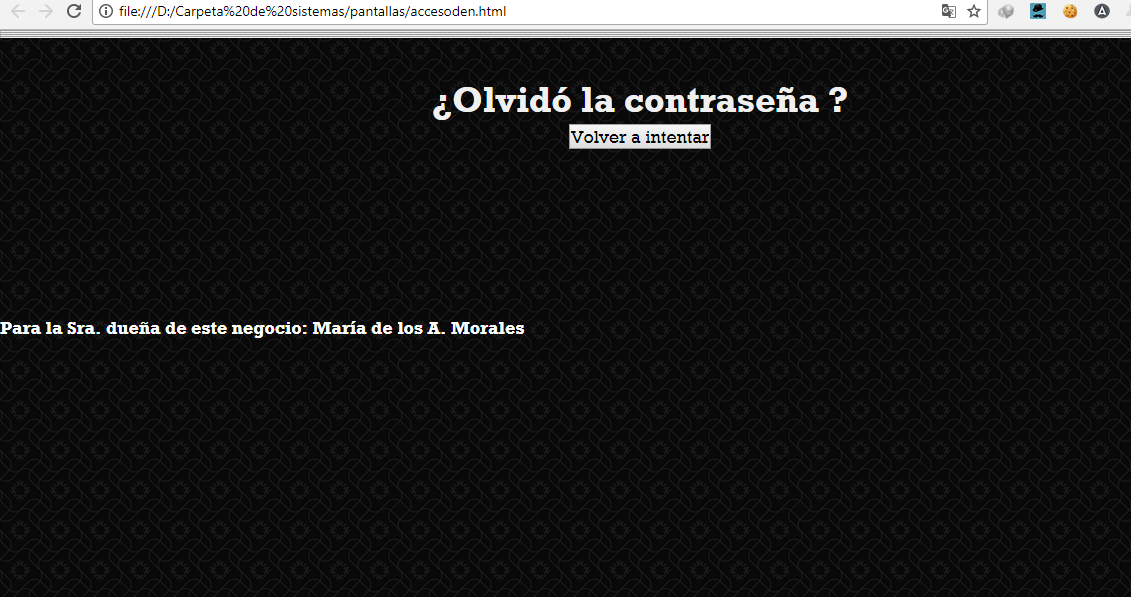 file:///D:/Carpeta%20de%20sistemas/pantallas/accesoden.html
¿Olvidó la contraseña ?
Volver a intentar
Para la Sra. dueña de este negocio: María de los A. Morales